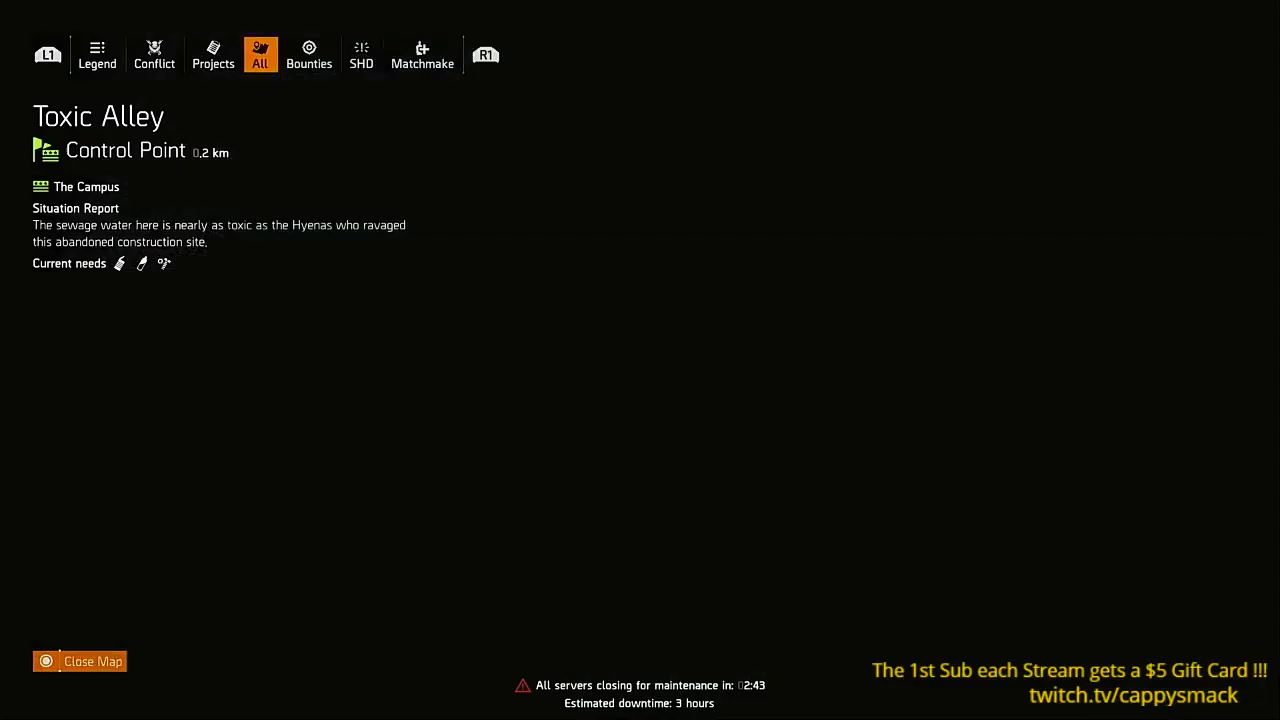 L1 Legend Conflict Projects All Bounties SHD Matchmake R1
Toxic Alley
Control Point 0.2 km
The Campus
Situation Report
The sewage water here is nearly as toxic as the Hyenas who ravaged
this abandoned construction site.
Current needs
Close Map
All servers closing for maintenance in: 02:43
Estimated downtime: 3 hours
The 1st Sub each Stream gets a $5 Gift Card !!!
twitch.tv/cappysmack